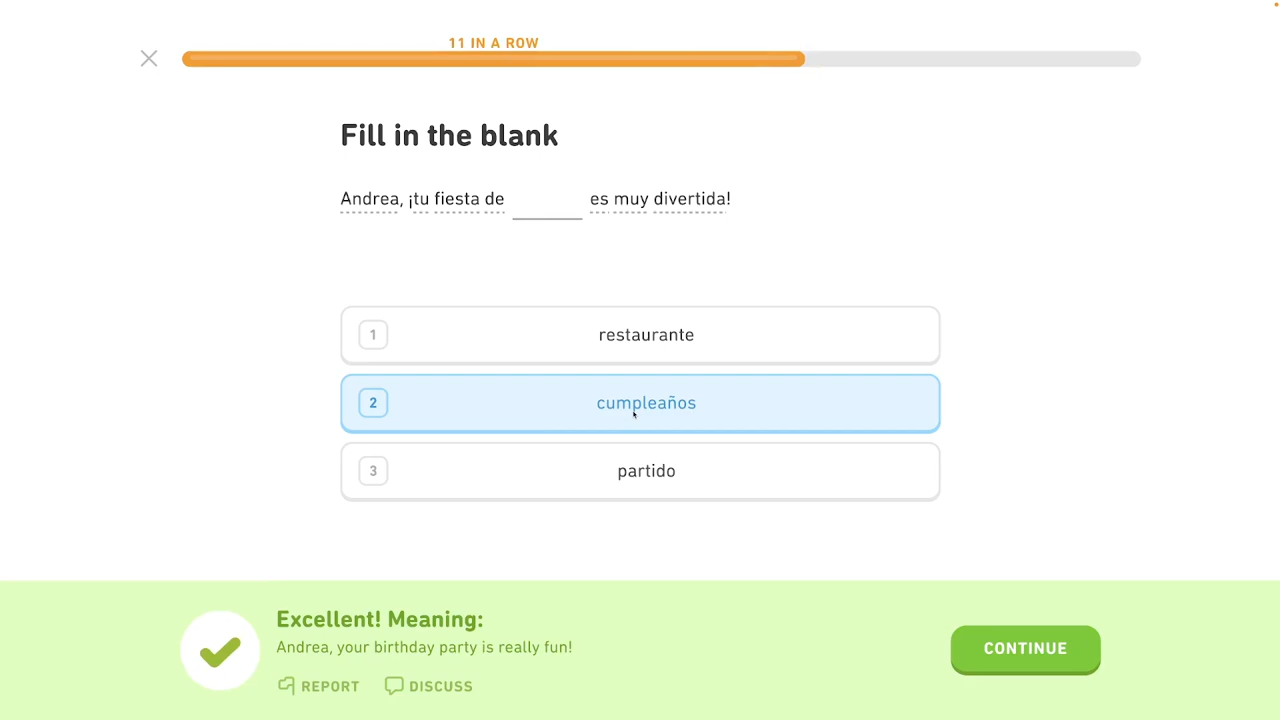 11 IN A ROW
Fill in the blank
Andrea, ¡tu fiesta de ______ es muy divertida!
1 restaurante
2 cumpleaños
3 partido
Excellent! Meaning:
Andrea, your birthday party is really fun!
REPORT DISCUSS
CONTINUE